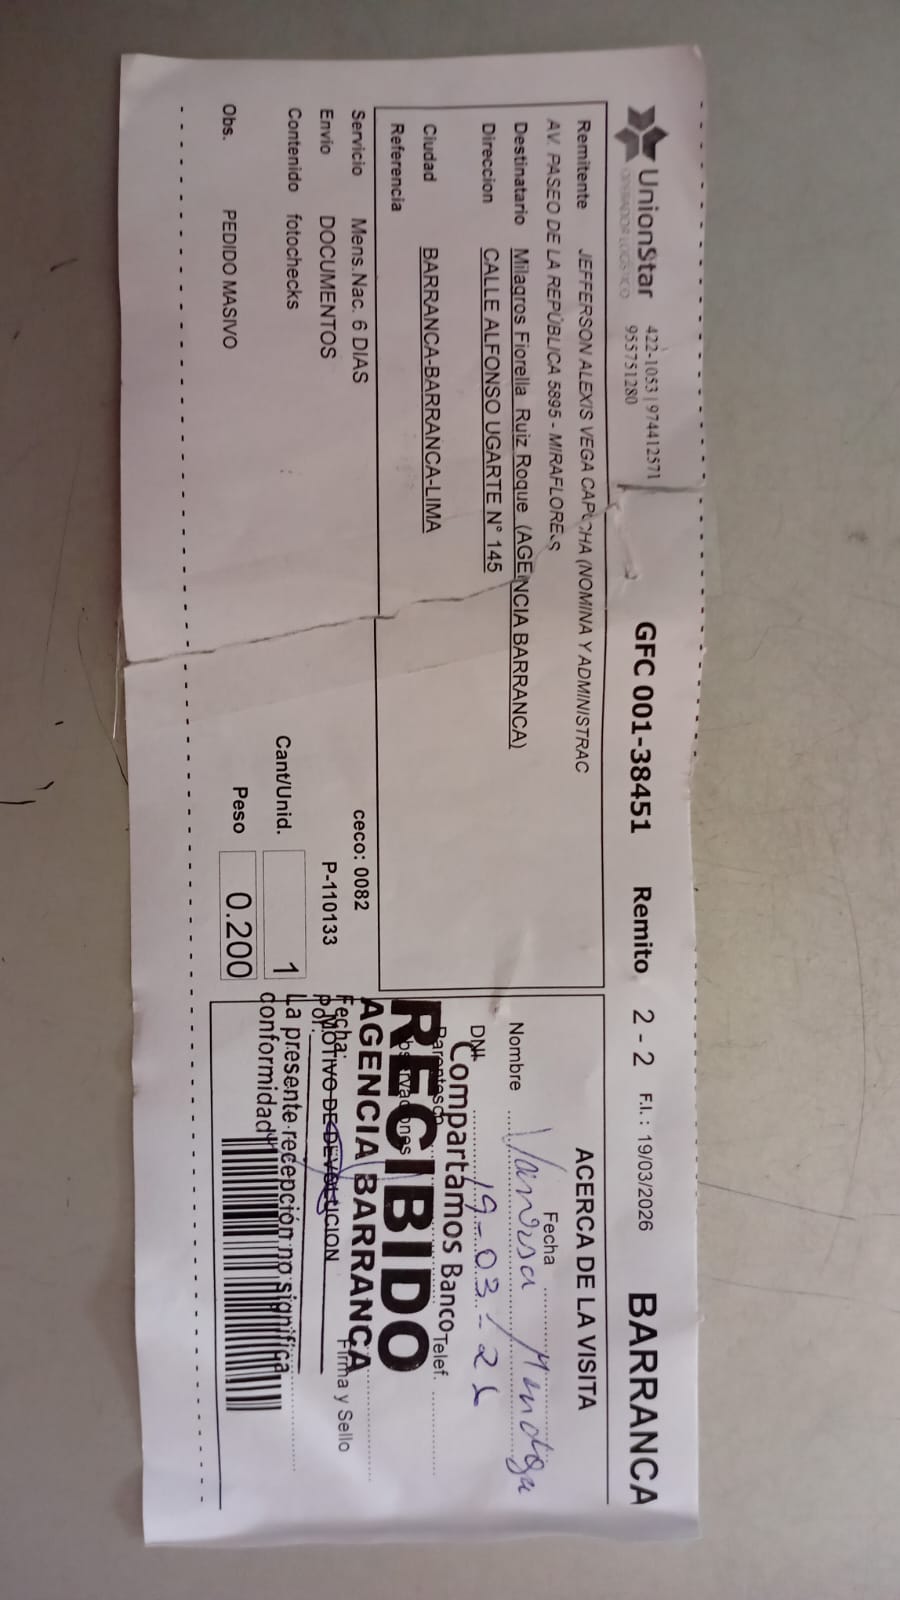 UnionStar
OPERADOR LOGISTICO
422-1053 | 974412571
955751280
GFC 001-38451 Remito 2 - 2 F.I.: 19/03/2026 BARRANCA
Remitente JEFFERSON ALEXIS VEGA CAPCHA (NOMINA Y ADMINISTRAC
AV. PASEO DE LA REPÚBLICA 5895 - MIRAFLORES
Destinatario Milagros Fiorella Ruiz Roque (AGENCIA BARRANCA)
Direccion CALLE ALFONSO UGARTE N° 145
Ciudad BARRANCA-BARRANCA-LIMA
Referencia
Servicio Mens.Nac. 6 DIAS ceco: 0082
Envio DOCUMENTOS P-110133
Contenido fotochecks
Cant/Unid. 1
Obs. PEDIDO MASIVO
Peso 0.200
ACERCA DE LA VISITA
Fecha
Nombre
DNI 19-03-26
Parentesco Telef.
Observaciones
MOTIVO DE DEVOLUCION
Firma y Sello
Compartamos Banco
RECIBIDO
AGENCIA BARRANCA
Fecha:
Por:
La presente recepción no significa
conformidad